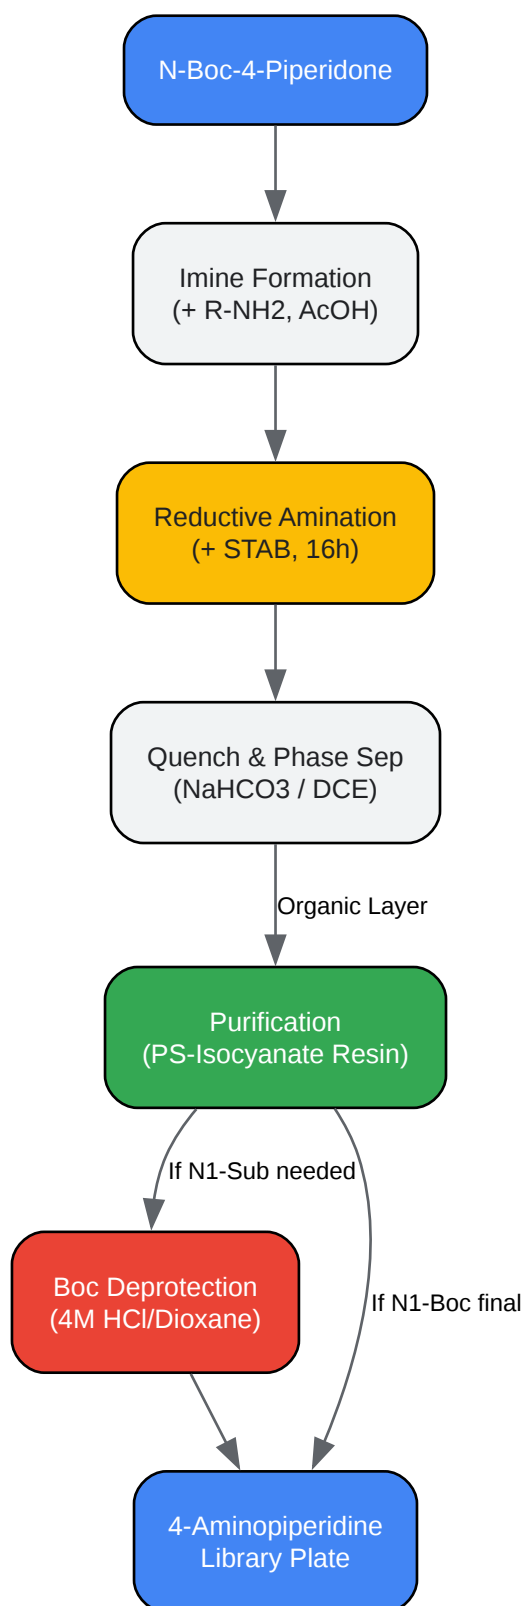 N-Boc-4-Piperidone
Imine Formation
(+ R-NH2, AcOH)
Reductive Amination
(+ STAB, 16h)
Quench & Phase Sep
(NaHCO3 / DCE)
Organic Layer
Purification
(PS-Isocyanate Resin)
If N1-Sub needed
Boc Deprotection
(4M HCl/Dioxane)
If N1-Boc final
4-Aminopiperidine
Library Plate